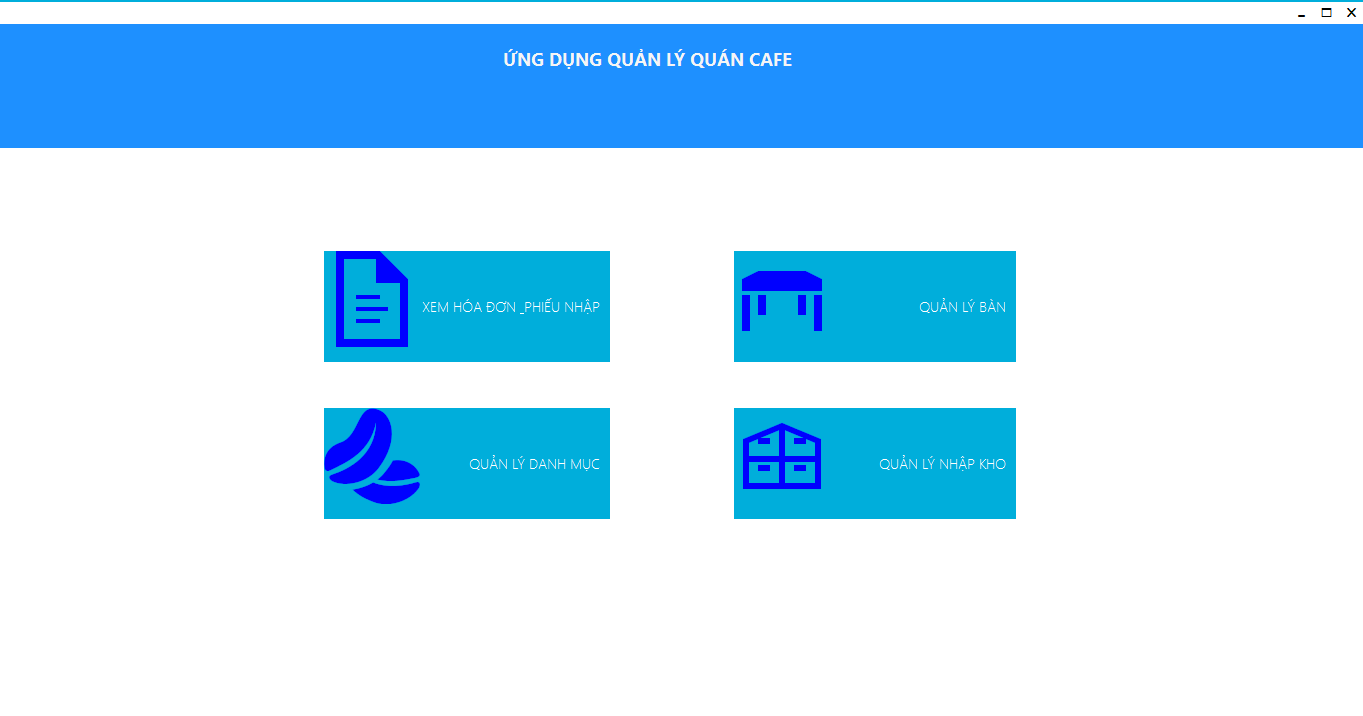 ỨNG DỤNG QUẢN LÝ QUÁN CAFE
XEM HÓA ĐƠN _PHIẾU NHẬP
QUẢN LÝ BÀN
QUẢN LÝ DANH MỤC
QUẢN LÝ NHẬP KHO